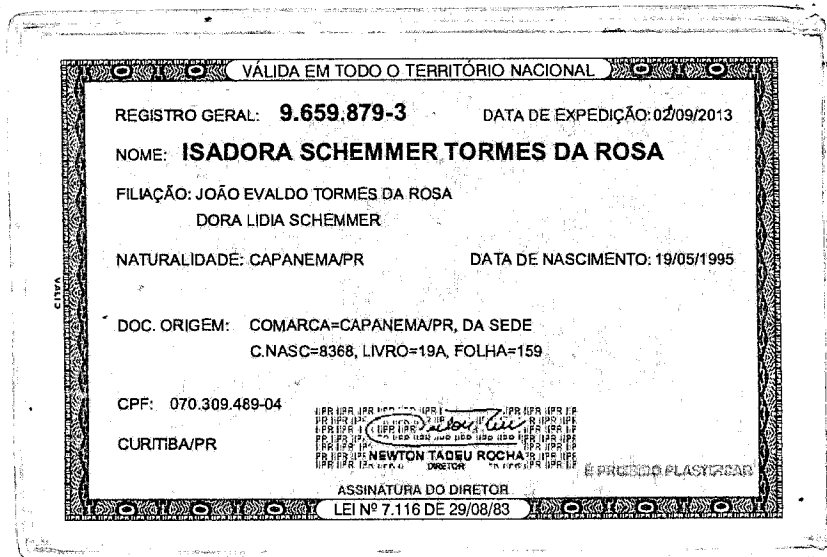 VÁLIDA EM TODO O TERRITÓRIO NACIONAL
REGISTRO GERAL: 9.659.879-3 DATA DE EXPEDIÇÃO: 02/09/2013
NOME: ISADORA SCHEMMER TORMES DA ROSA
FILIAÇÃO: JOÃO EVALDO TORMES DA ROSA
DORA LIDIA SCHEMMER
NATURALIDADE: CAPANEMA/PR DATA DE NASCIMENTO: 19/05/1995
DOC. ORIGEM: COMARCA=CAPANEMA/PR, DA SEDE
C.NASC=8368, LIVRO=19A, FOLHA=159
CPF: 070.309.489-04
CURITIBA/PR
NEWTON TADEU ROCHA
DIRETOR
É PROIBIDO PLASTIFICAR
ASSINATURA DO DIRETOR
LEI Nº 7.116 DE 29/08/83